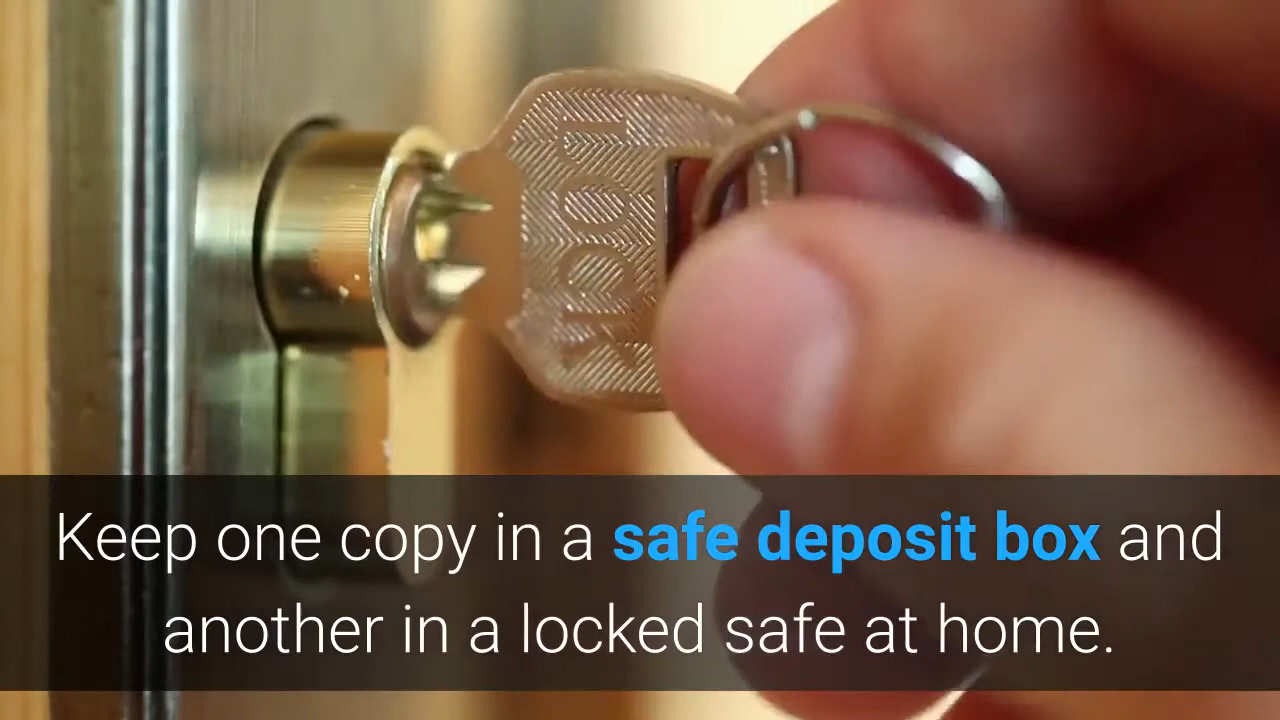 Keep one copy in a safe deposit box and
another in a locked safe at home.